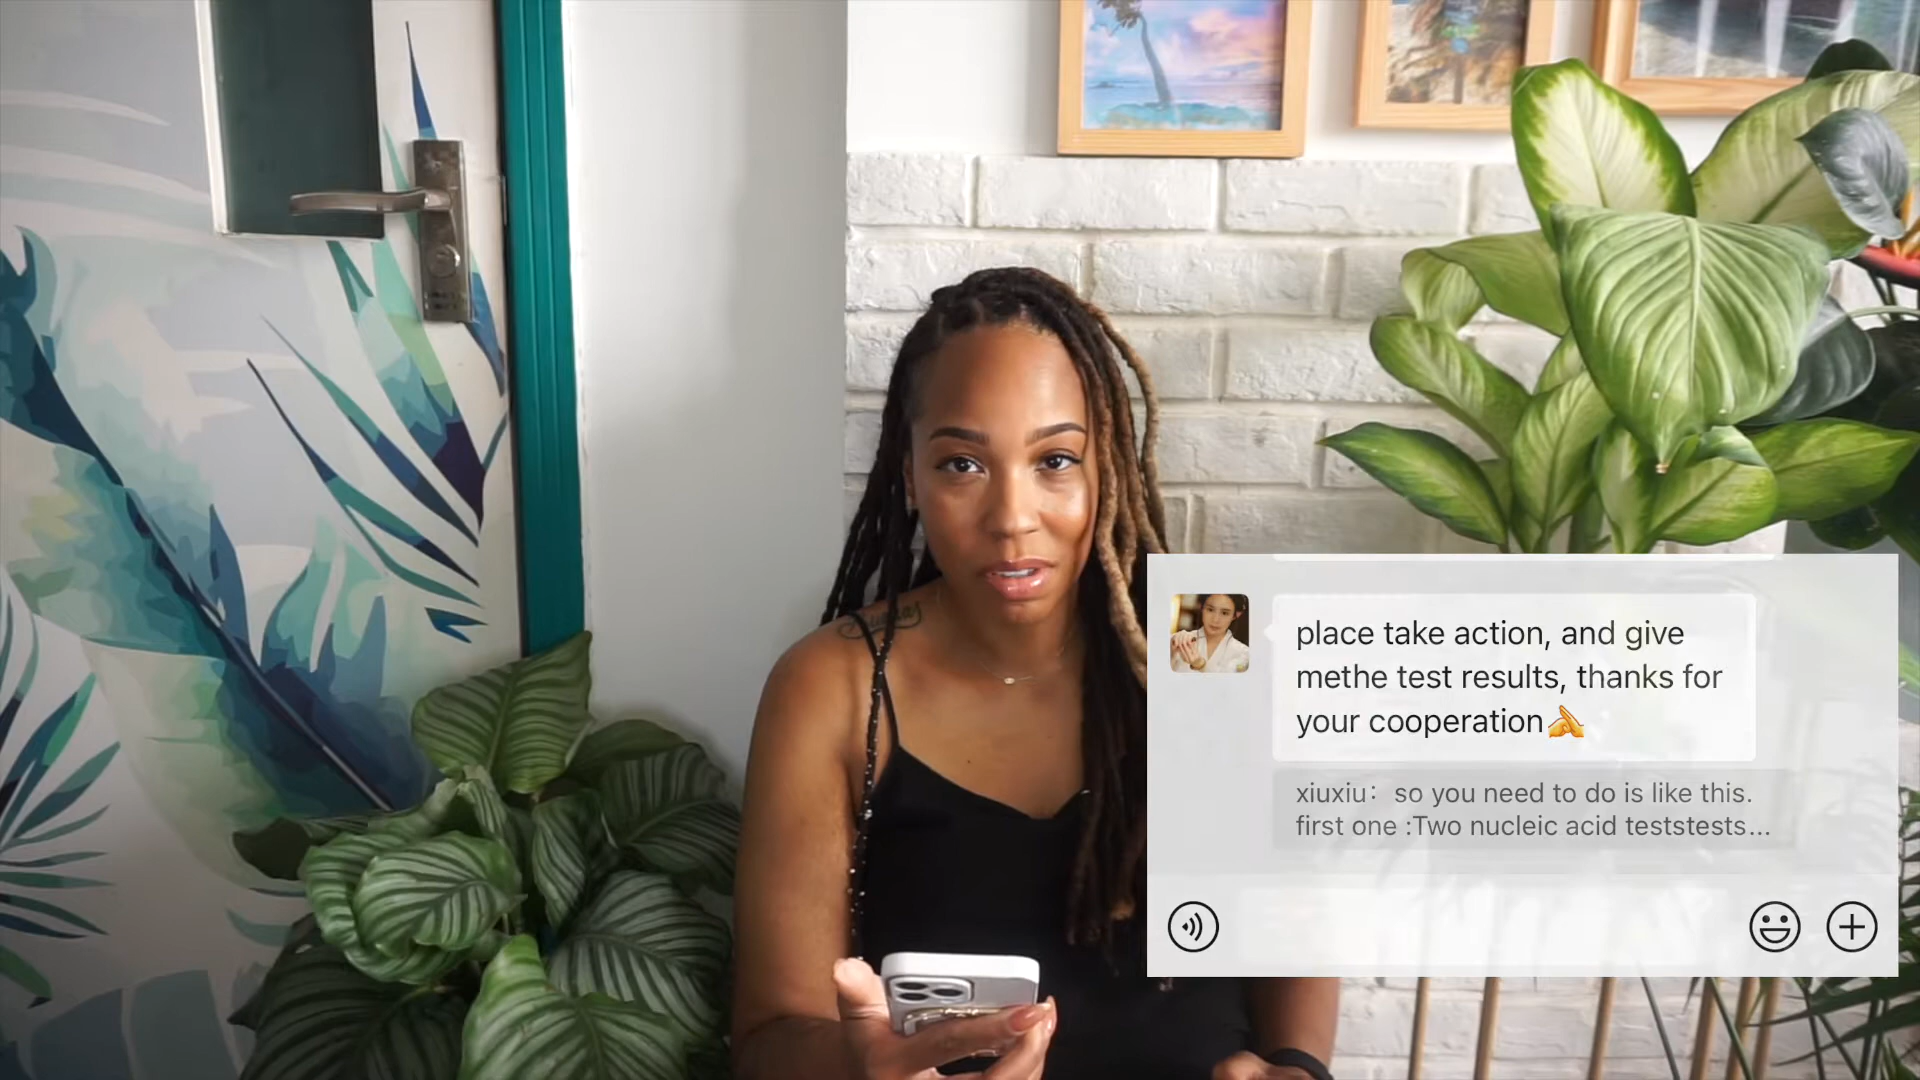 place take action, and give
methe test results, thanks for
your cooperation
xiuxiu：so you need to do is like this.
first one :Two nucleic acid teststests...